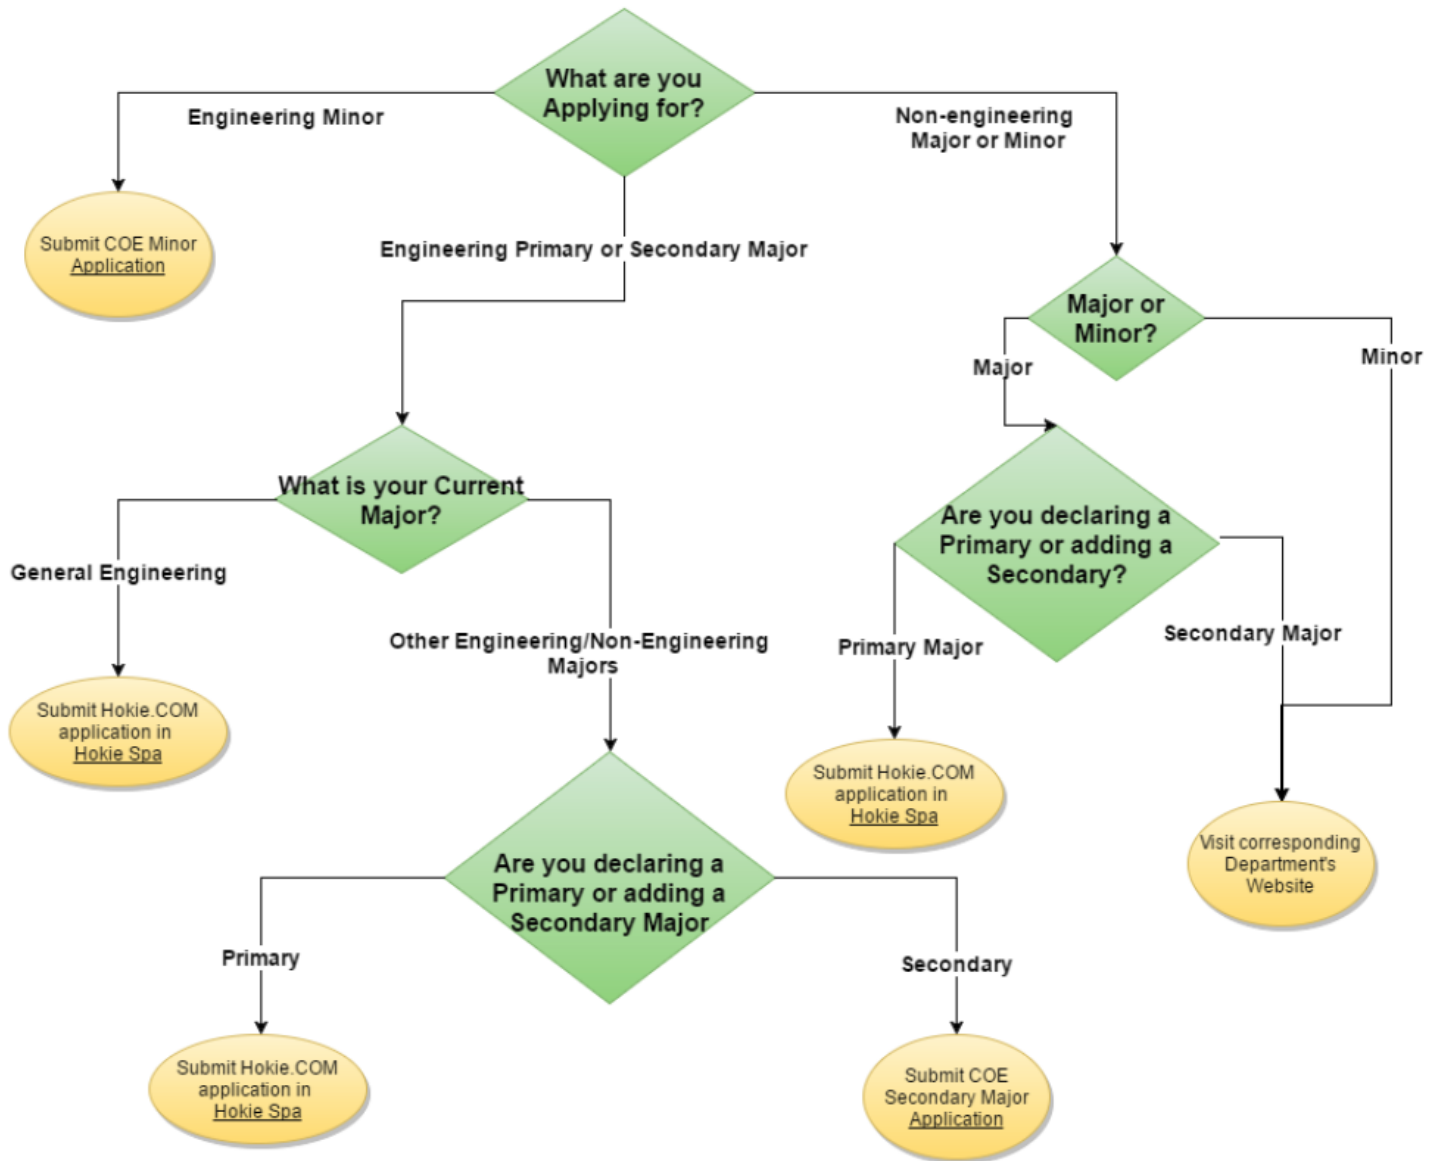 What are you
Applying for?
Engineering Minor
Non-engineering
Major or Minor
Submit COE Minor
Application
Engineering Primary or Secondary Major
Major or
Minor?
Major
Minor
What is your Current
Major?
Are you declaring a
Primary or adding a
Secondary?
General Engineering
Other Engineering/Non-Engineering
Majors
Primary Major
Secondary Major
Submit Hokie.COM
application in
Hokie Spa
Submit Hokie.COM
application in
Hokie Spa
Visit corresponding
Department's
Website
Are you declaring a
Primary or adding a
Secondary Major
Primary
Secondary
Submit Hokie.COM
application in
Hokie Spa
Submit COE
Secondary Major
Application